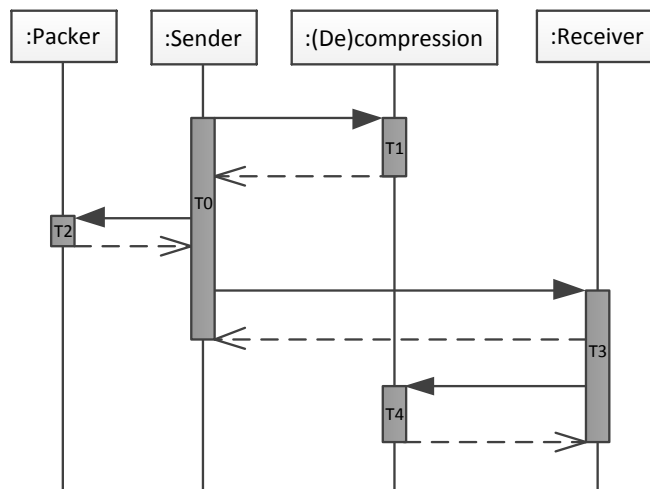 :Packer
:Sender
:(De)compression
:Receiver
T1
T0
T2
T3
T4